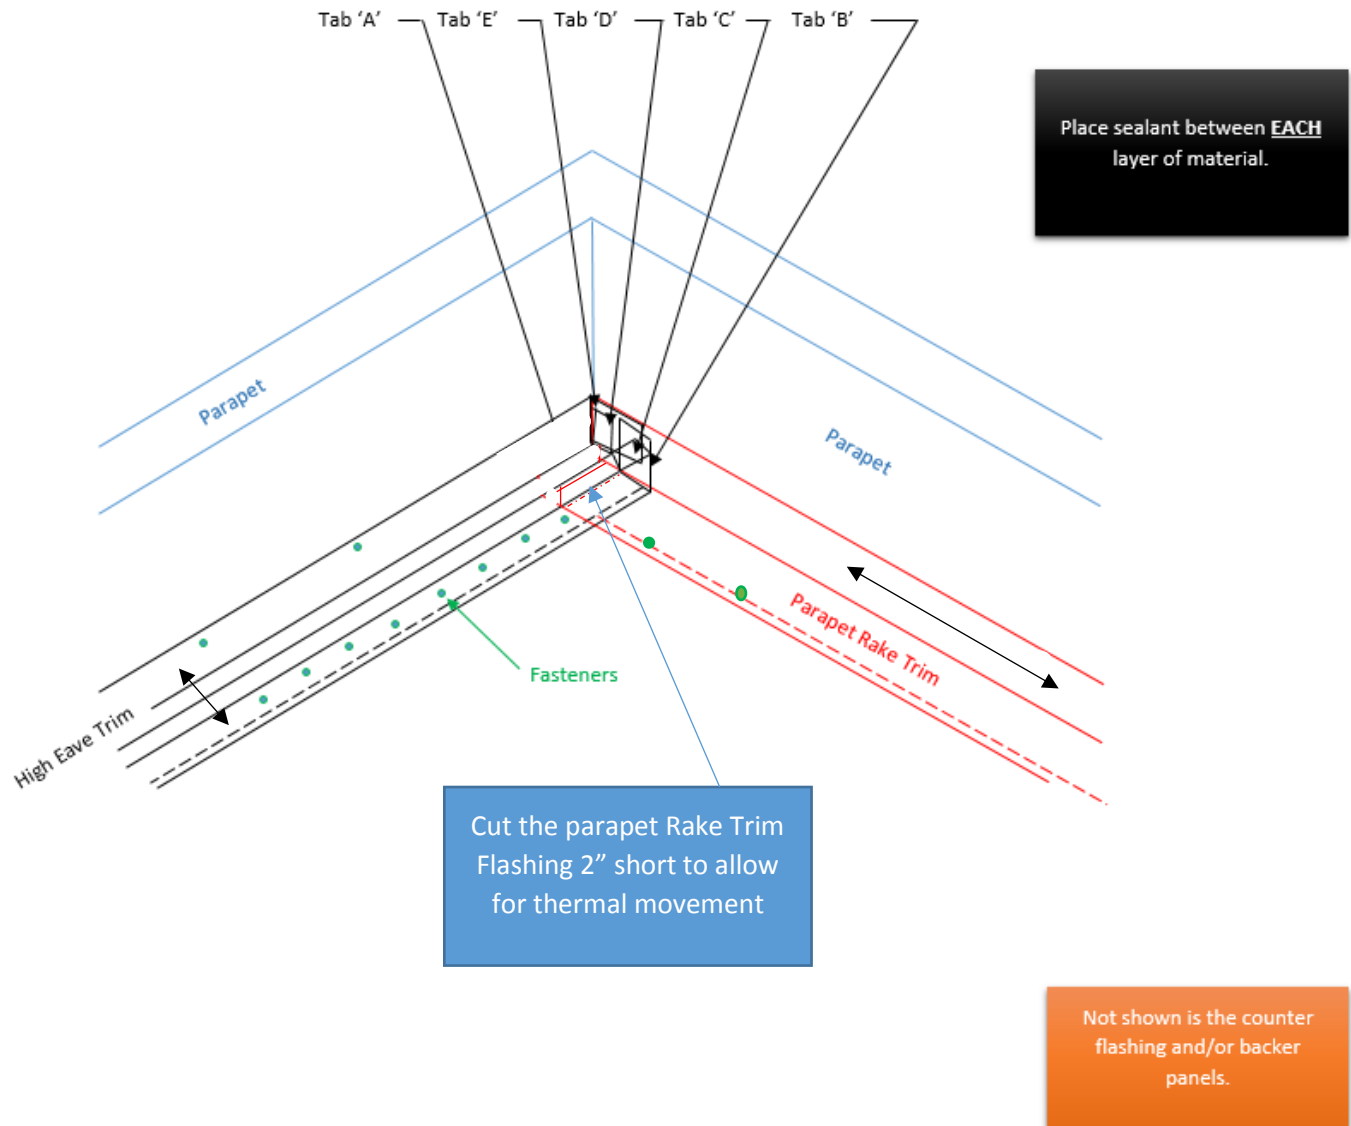 Tab ‘A’
Tab ‘E’
Tab ‘D’
Tab ‘C’
Tab ‘B’
Place sealant between EACH
layer of material.
Parapet
Parapet
Parapet Rake Trim
Fasteners
High Eave Trim
Cut the parapet Rake Trim
Flashing 2” short to allow
for thermal movement
Not shown is the counter
flashing and/or backer
panels.